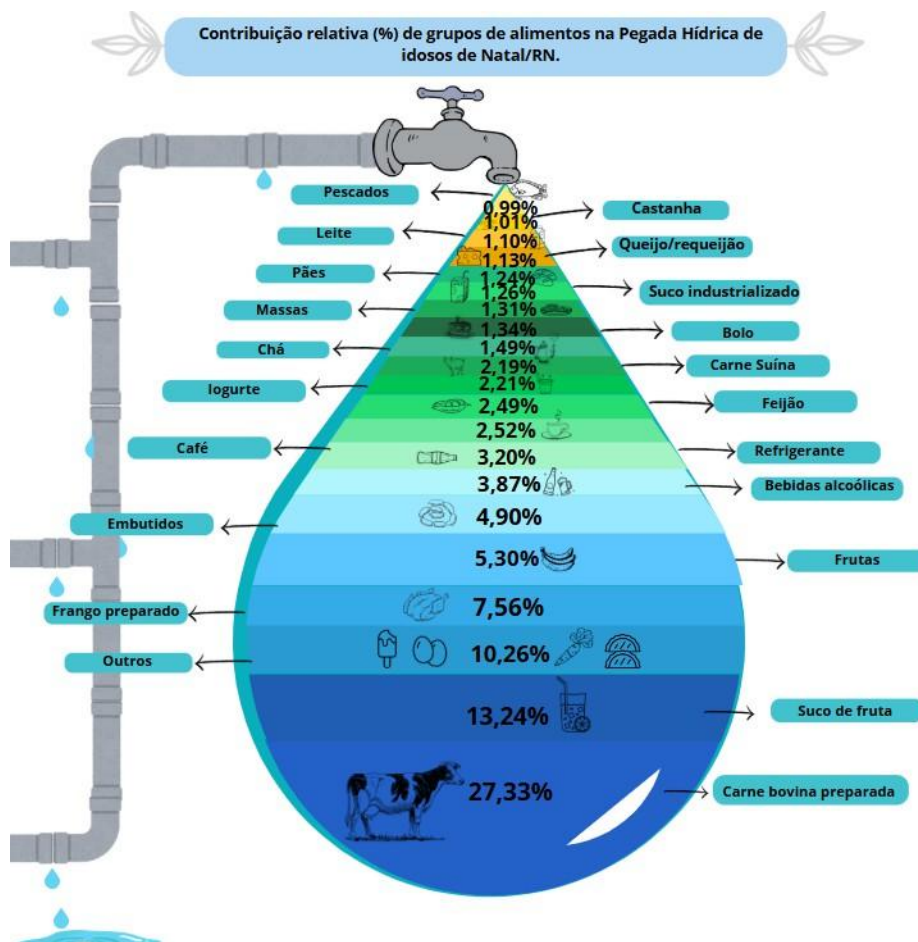 Contribuição relativa (%) de grupos de alimentos na Pegada Hídrica de
idosos de Natal/RN.
Pescados
0,99%
Castanha
1,01%
Leite
1,10%
Queijo/requeijão
1,13%
Pães
1,24%
Suco industrializado
1,26%
Massas
1,31%
Bolo
1,34%
Chá
1,49%
Carne Suína
2,19%
Iogurte
2,21%
Feijão
2,49%
Café
2,52%
Refrigerante
3,20%
Bebidas alcoólicas
3,87%
Embutidos
4,90%
Frutas
5,30%
Frango preparado
7,56%
Outros
10,26%
Suco de fruta
13,24%
Carne bovina preparada
27,33%